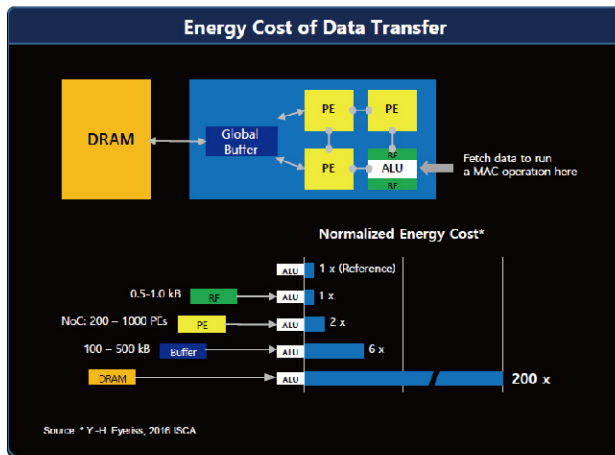 Energy Cost of Data Transfer
DRAM
Global
Buffer
PE
PE
PE
RF
ALU
RF
Fetch data to run
a MAC operation here
Normalized Energy Cost*
ALU
1 x (Reference)
0.5-1.0 kB
RF
ALU
1 x
NoC: 200 – 1000 PEs
PE
ALU
2 x
100 – 500 kB
Buffer
ALU
6 x
DRAM
ALU
200 x
Source * Y.-H. Eyeriss, 2016 ISCA